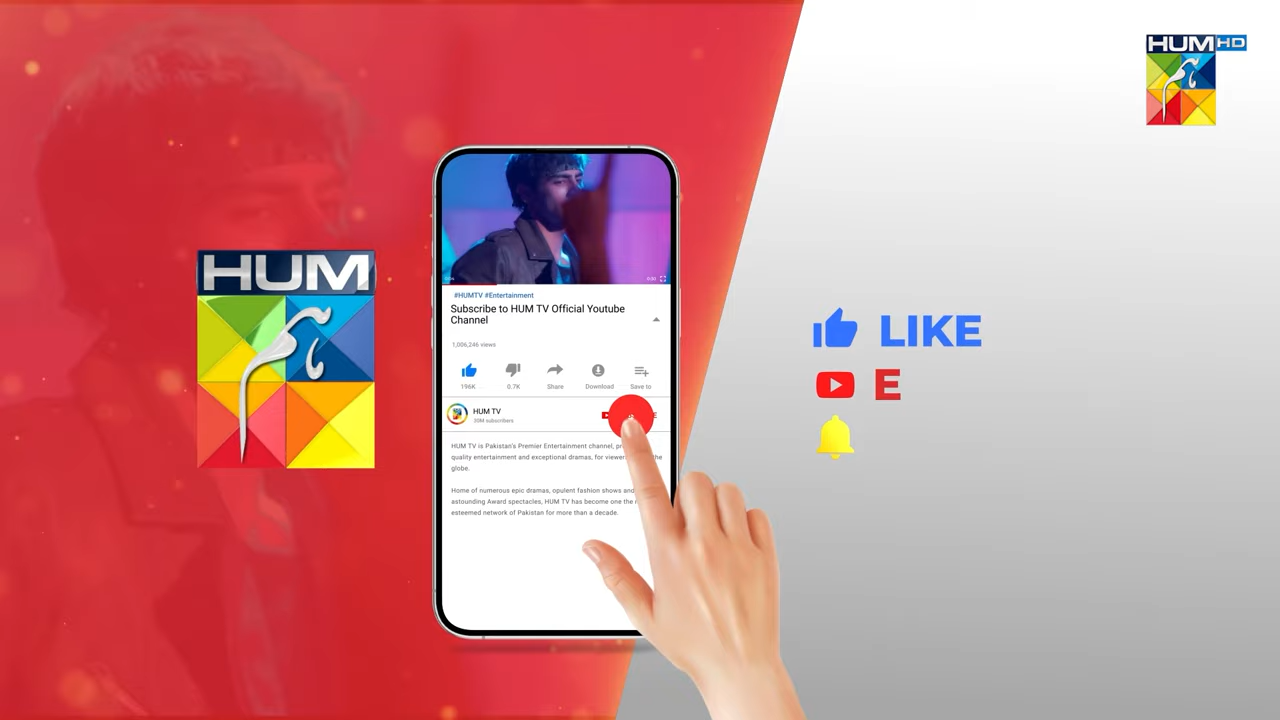 HUM HD
HUM
#HUMTV #Entertainment
Subscribe to HUM TV Official Youtube
Channel
1,006,246 views
196K
0.7K
Share
Download
Save to
HUM TV
30M subscribers
HUM TV is Pakistan's Premier Entertainment channel,
quality entertainment and exceptional dramas, for
globe.
Home of numerous epic dramas, opulent fashion shows and
astounding Award spectacles, HUM TV has become one the
esteemed network of Pakistan for more than a decade.
LIKE
E